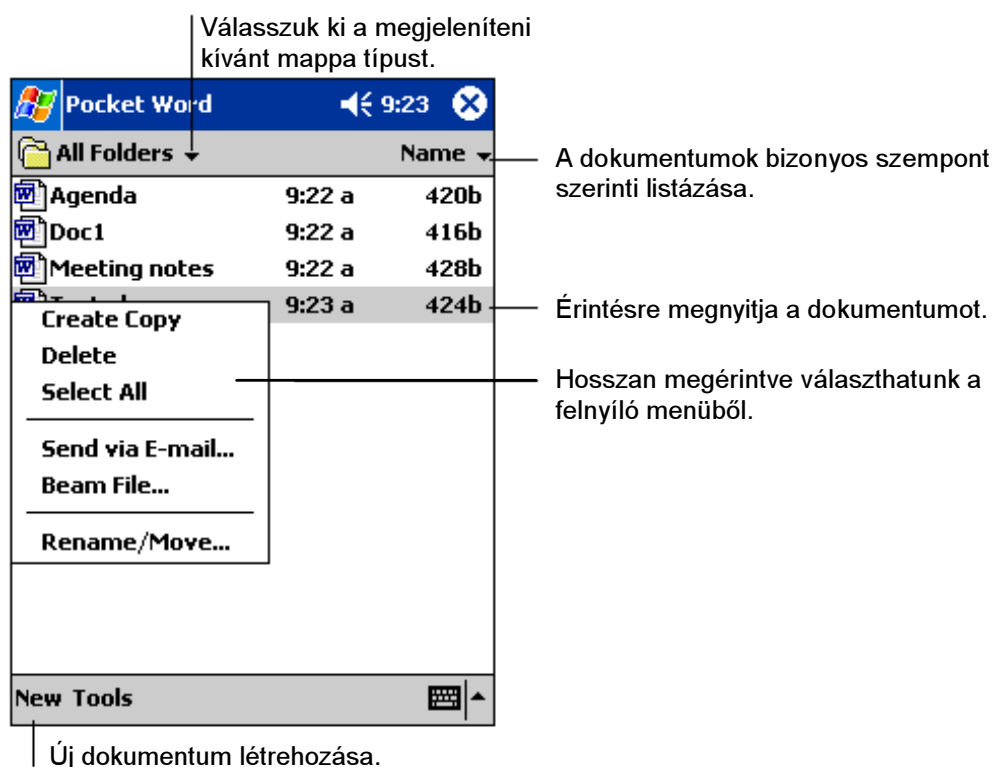 Válasszuk ki a megjeleníteni
kívánt mappa típust.
Pocket Word 9:23
All Folders Name
A dokumentumok bizonyos szempont
szerinti listázása.
Agenda 9:22 a 420b
Doc1 9:22 a 416b
Meeting notes 9:22 a 428b
9:23 a 424b
Érintésre megnyitja a dokumentumot.
Create Copy
Delete
Select All
Hosszan megérintve választhatunk a
felnyíló menüből.
Send via E-mail...
Beam File...
Rename/Move...
New Tools
Új dokumentum létrehozása.